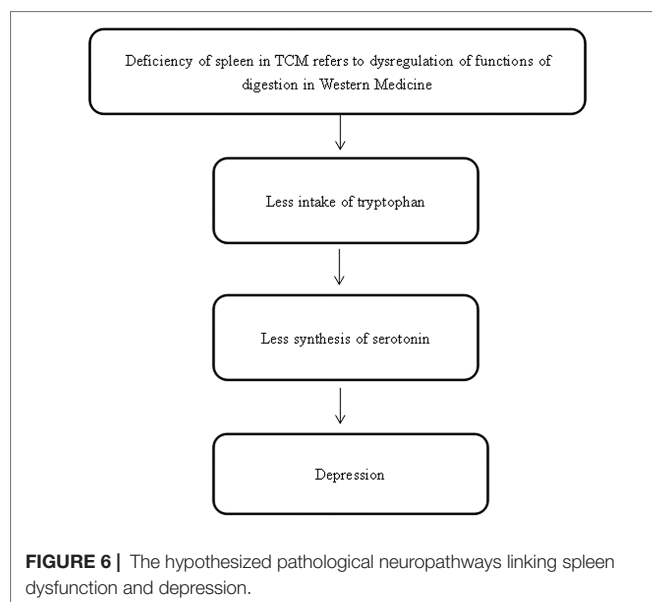 Deficiency of spleen in TCM refers to dysregulation of functions of
digestion in Western Medicine
Less intake of tryptophan
Less synthesis of serotonin
Depression
FIGURE 6 | The hypothesized pathological neuropathways linking spleen
dysfunction and depression.